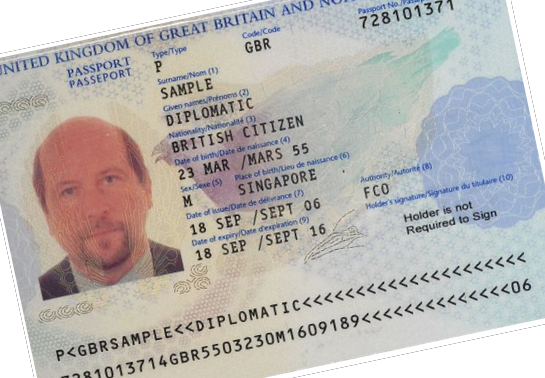 UNITED KINGDOM OF GREAT BRITAIN AND
PASSPORT
PASSEPORT
Type/Type
P
Code/Code
GBR
Passport No./
728101371
Surname/Nom (1)
SAMPLE
Given names/Prénoms (2)
DIPLOMATIC
Nationality/Nationalité (3)
BRITISH CITIZEN
Date of birth/Date de naissance (4)
23 MAR /MARS 55
Sex/Sexe (5)
Place of birth/Lieu de naissance (6)
M
SINGAPORE
Date of issue/Date de délivrance (7)
Authority/Autorité (8)
18 SEP /SEPT 06
FCO
Date of expiry/Date d'expiration (9)
Holder's signature/Signature du titulaire (10)
18 SEP /SEPT 16
Holder is not
Required to Sign
P<GBRSAMPLE<<DIPLOMATIC<<<<<<<<<<<<<<<<<<<<<
7281013714GBR5503230M1609189<<<<<<<<<<<<<<06